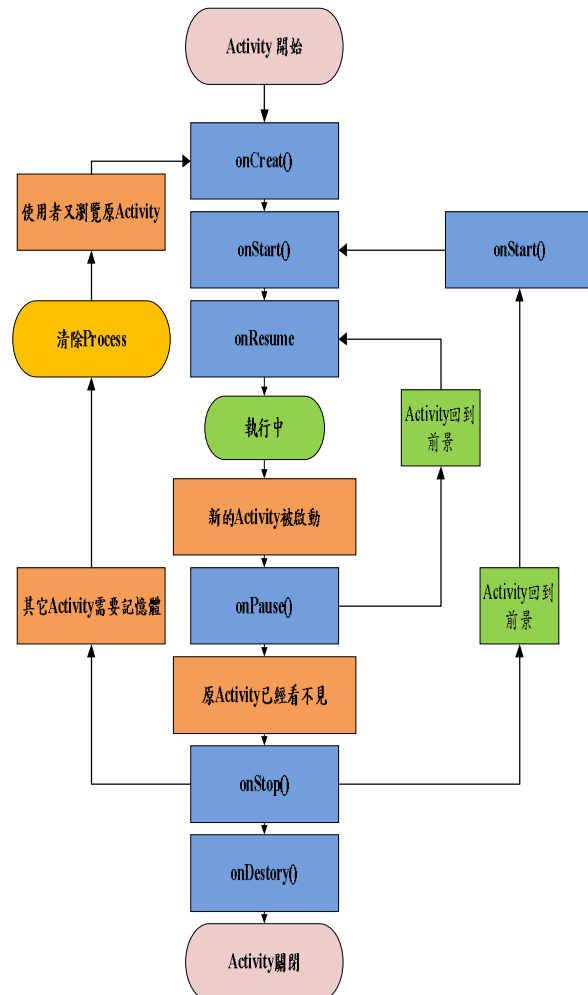 Activity 開始
onCreat()
使用者又瀏覽原Activity
onStart()
onStart()
清除Process
onResume
執行中
Activity回到
前景
新的Activity被啟動
其它Activity需要記憶體
onPause()
Activity回到
前景
原Activity已經看不見
onStop()
onDestory()
Activity關閉